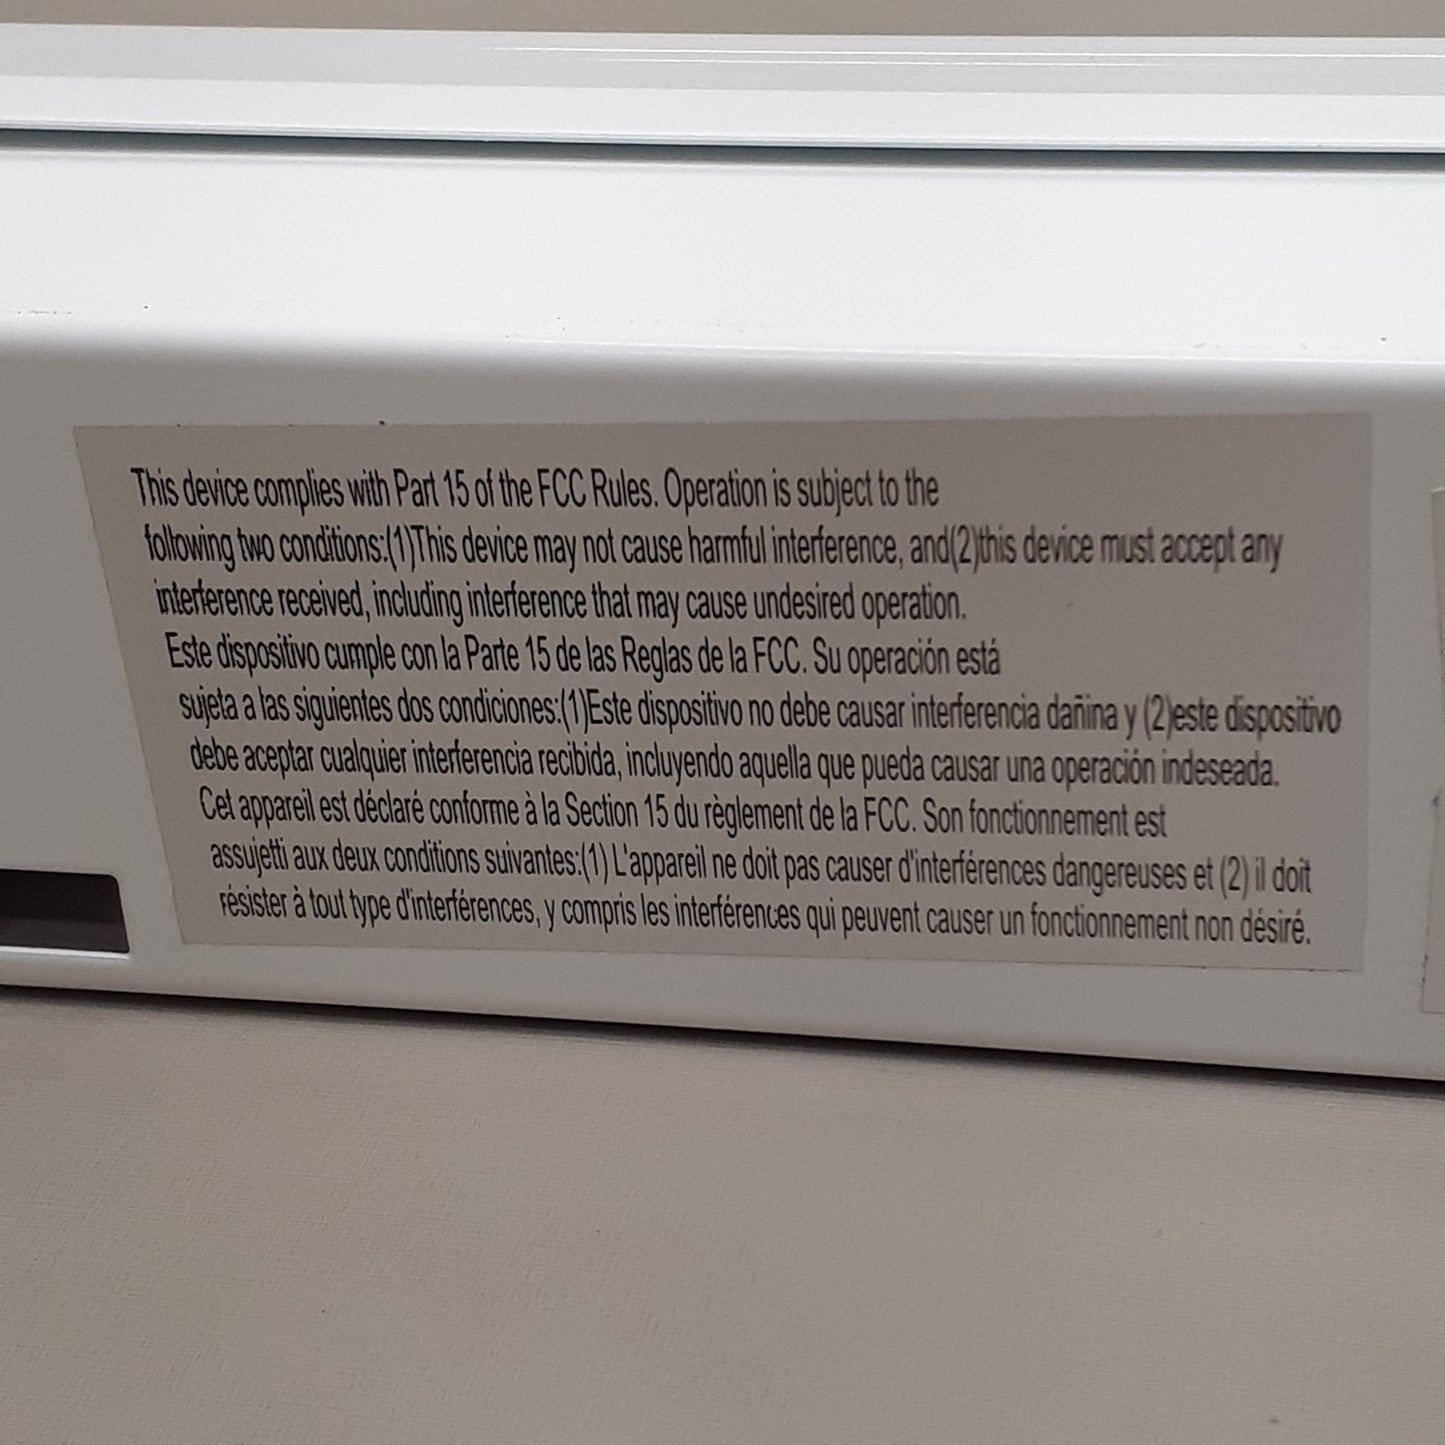 This device complies with Part 15 of the FCC Rules. Operation is subject to the
following two conditions:(1)This device may not cause harmful interference, and(2)this device must accept any
interference received, including interference that may cause undesired operation.
Este dispositivo cumple con la Parte 15 de las Reglas de la FCC. Su operación está
sujeta a las siguientes dos condiciones:(1)Este dispositivo no debe causar interferencia dañina y (2)este dispositivo
debe aceptar cualquier interferencia recibida, incluyendo aquella que pueda causar una operación indeseada.
Cet appareil est déclaré conforme à la Section 15 du règlement de la FCC. Son fonctionnement est
assujetti aux deux conditions suivantes:(1) L'appareil ne doit pas causer d'interférences dangereuses et (2) il doit
résister à tout type d'interférences, y compris les interférences qui peuvent causer un fonctionnement non désiré.